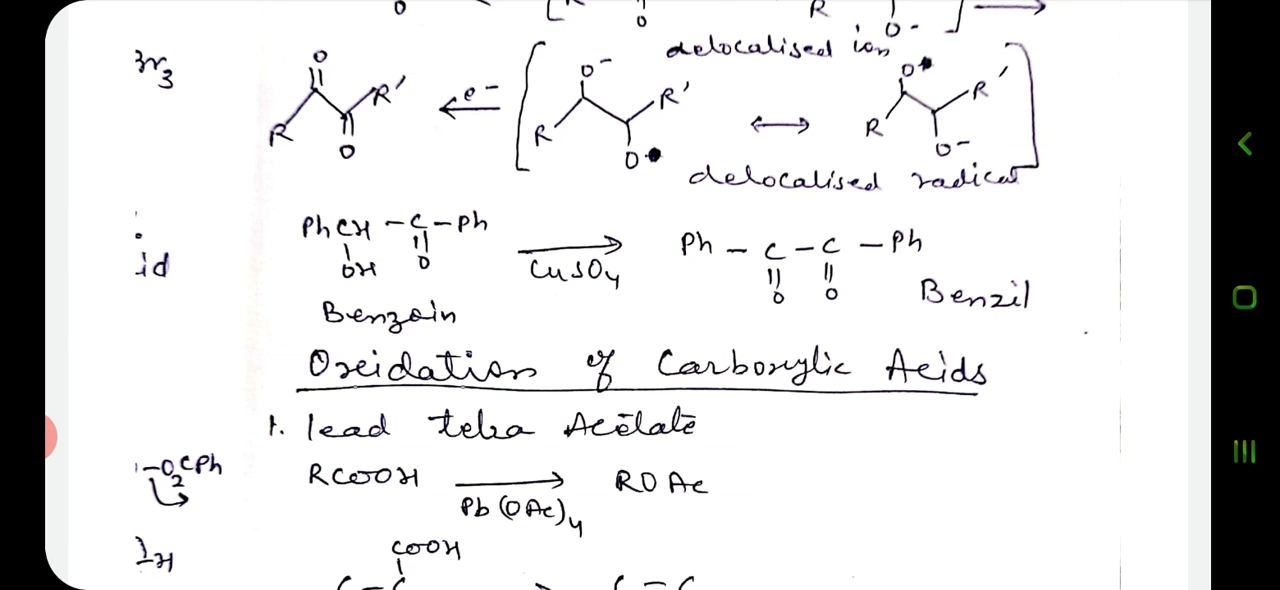 delocalised ion
O O⁻ O•
R R' ←e⁻ [ R R' ↔ R R' ]
O O• O⁻
delocalised radical
PhCH - C - Ph → Ph - C - C - Ph
OH O CuSO4 O O Benzil
Benzoin
Oxidation of Carboxylic Acids
1. lead tetra Acetate
-O2CPh
RCOOH → ROAc
Pb(OAc)4
COOH
C - C → C - C